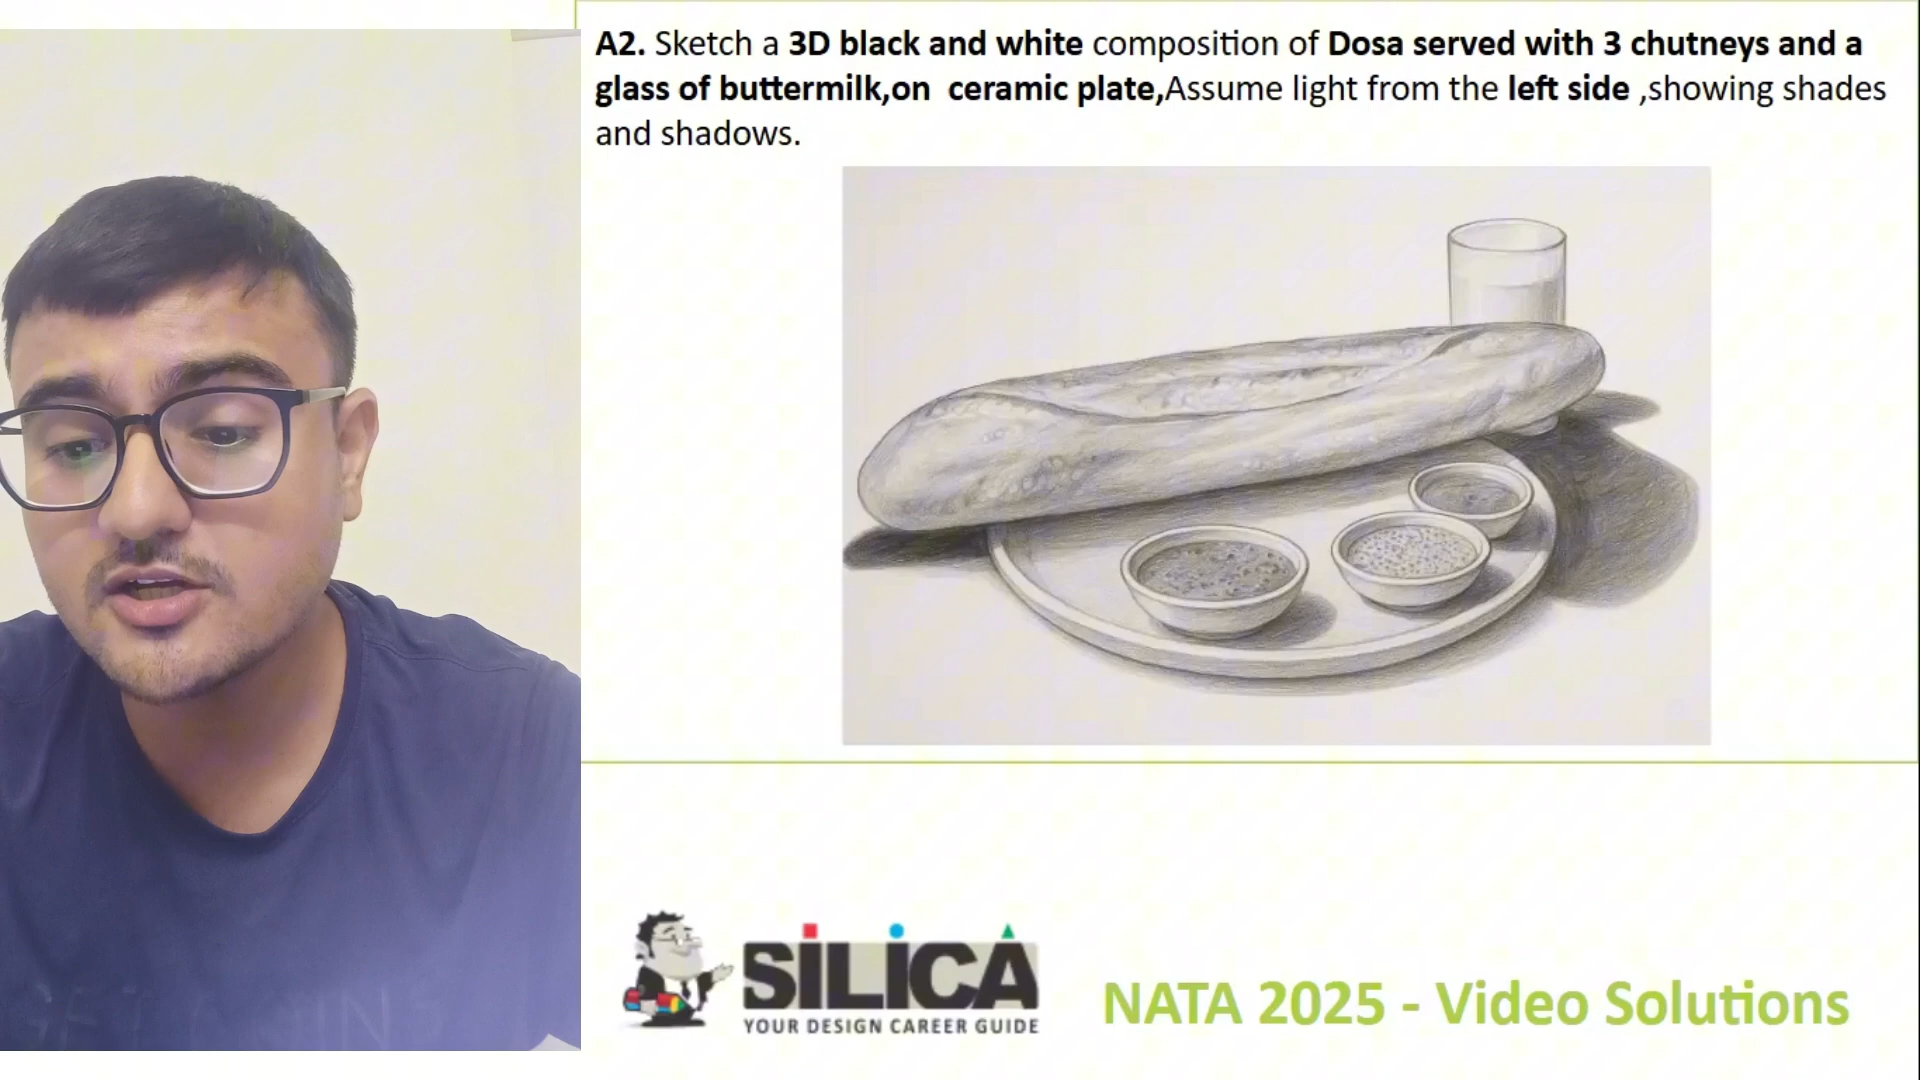 A2. Sketch a 3D black and white composition of Dosa served with 3 chutneys and a
glass of buttermilk,on  ceramic plate,Assume light from the left side ,showing shades
and shadows.
SILICA
YOUR DESIGN CAREER GUIDE
NATA 2025 - Video Solutions